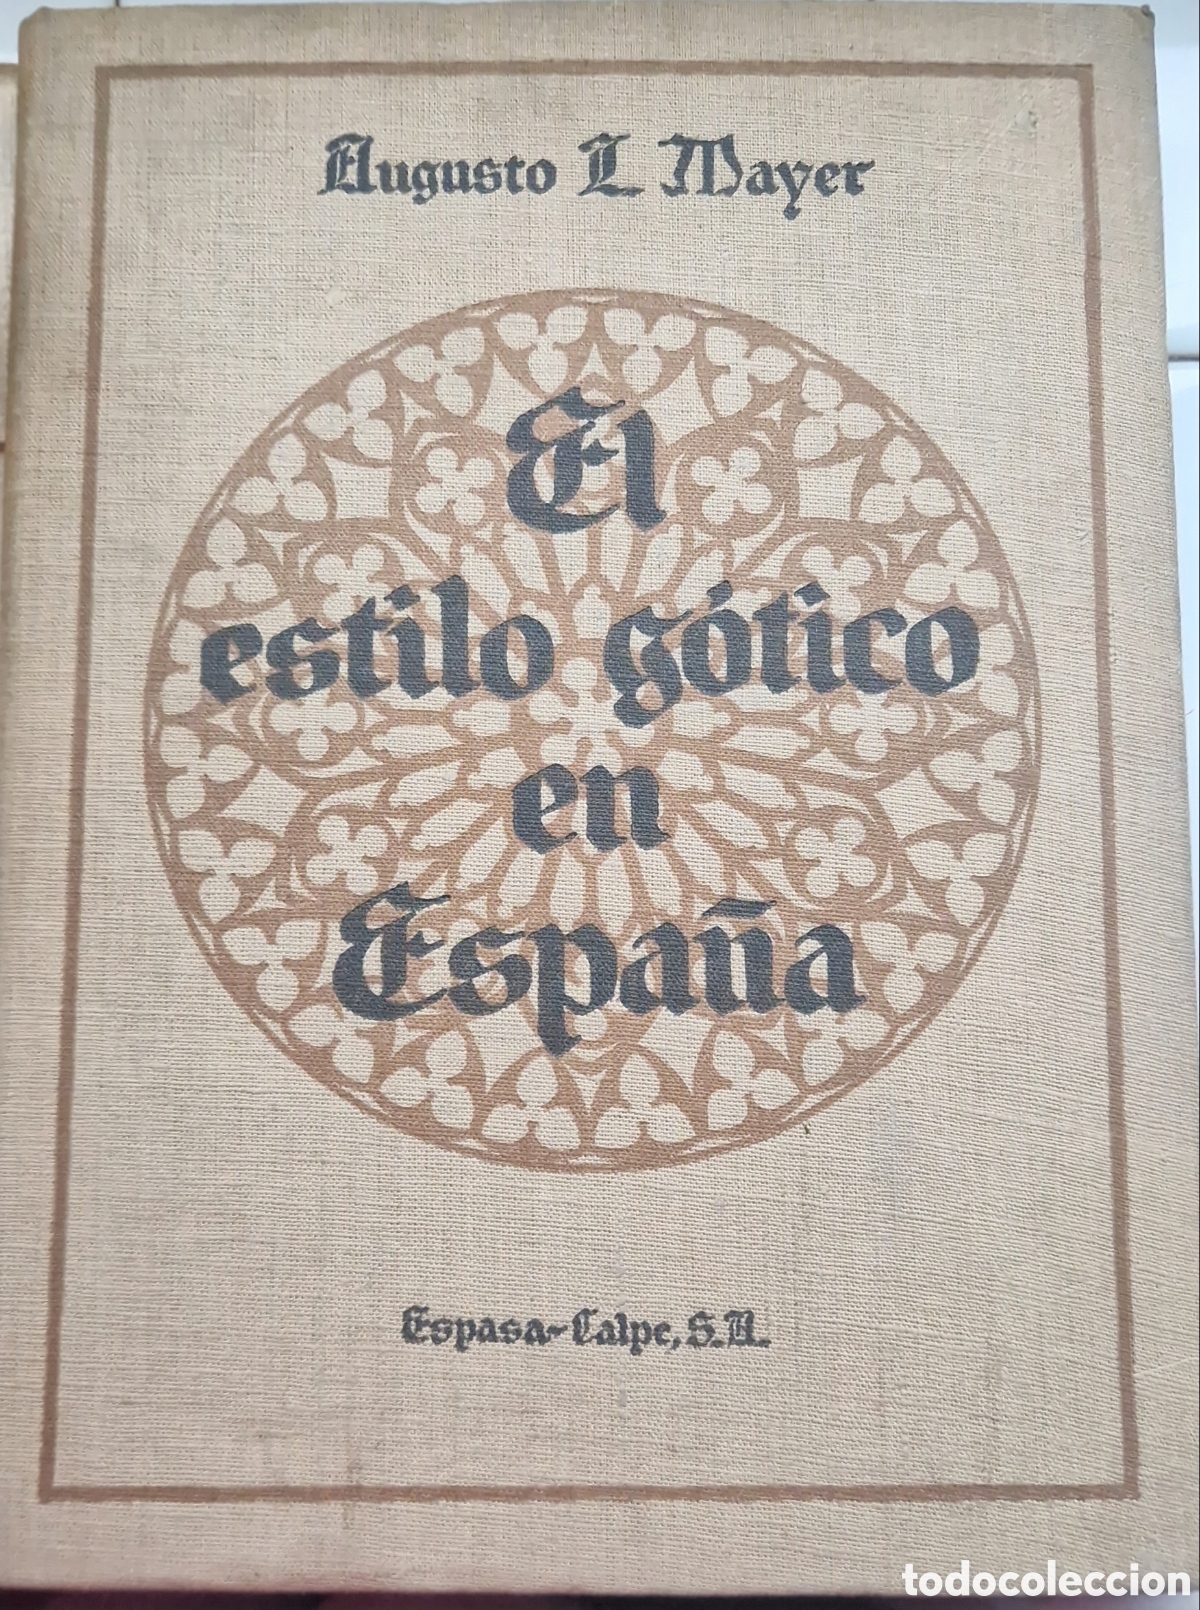 Augusto L Mayer
El
estilo gótico
en
España
Espasa-Calpe, S.A.
todocoleccion